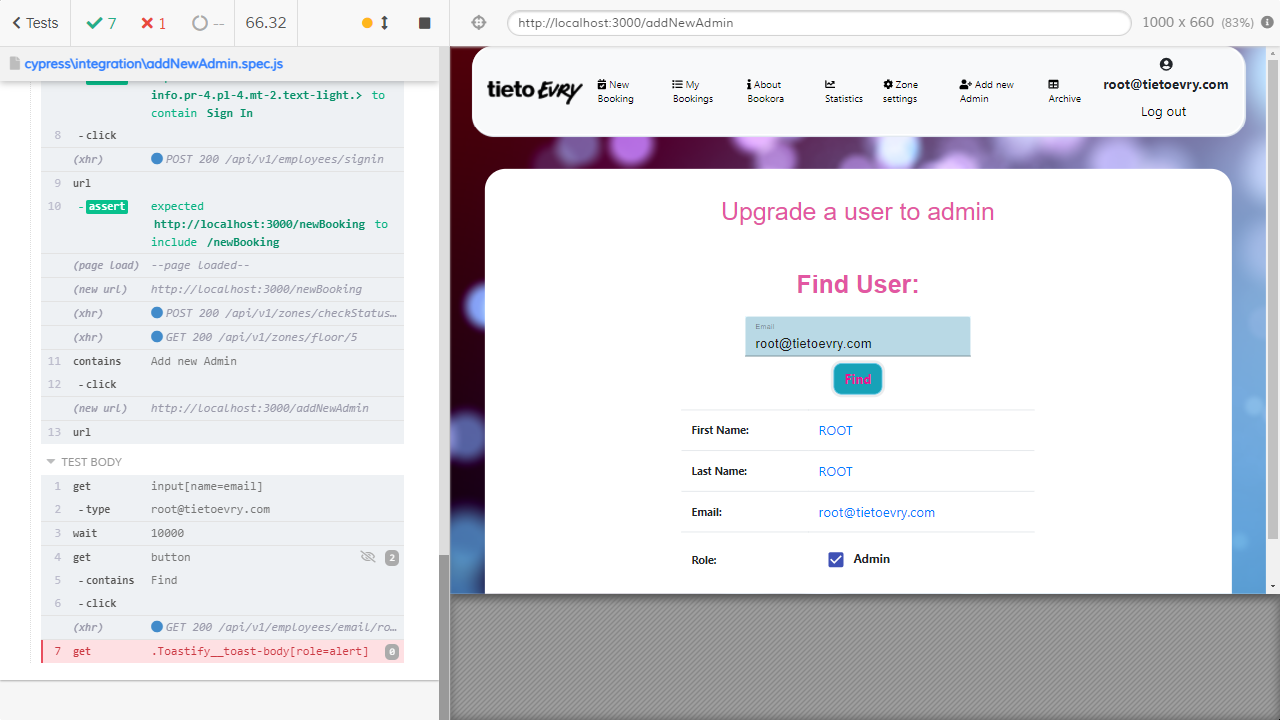 Tests
7
1
--
66.32
cypress\integration\addNewAdmin.spec.js
info.pr-4.pl-4.mt-2.text-light.> to
contain Sign In
8 -click
(xhr) POST 200 /api/v1/employees/signin
9 url
10 -assert expected
http://localhost:3000/newBooking to
include /newBooking
(page load) --page loaded--
(new url) http://localhost:3000/newBooking
(xhr) POST 200 /api/v1/zones/checkStatus…
(xhr) GET 200 /api/v1/zones/floor/5
11 contains Add new Admin
12 -click
(new url) http://localhost:3000/addNewAdmin
13 url
TEST BODY
1 get input[name=email]
2 -type root@tietoevry.com
3 wait 10000
4 get button 2
5 -contains Find
6 -click
(xhr) GET 200 /api/v1/employees/email/ro…
7 get .Toastify__toast-body[role=alert] 0
http://localhost:3000/addNewAdmin
1000 x 660 (83%)
tieto EVRY
New
Booking
My
Bookings
About
Bookora
Statistics
Zone
settings
Add new
Admin
Archive
root@tietoevry.com
Log out
Upgrade a user to admin
Find User:
Email
root@tietoevry.com
Find
First Name: ROOT
Last Name: ROOT
Email: root@tietoevry.com
Role: Admin